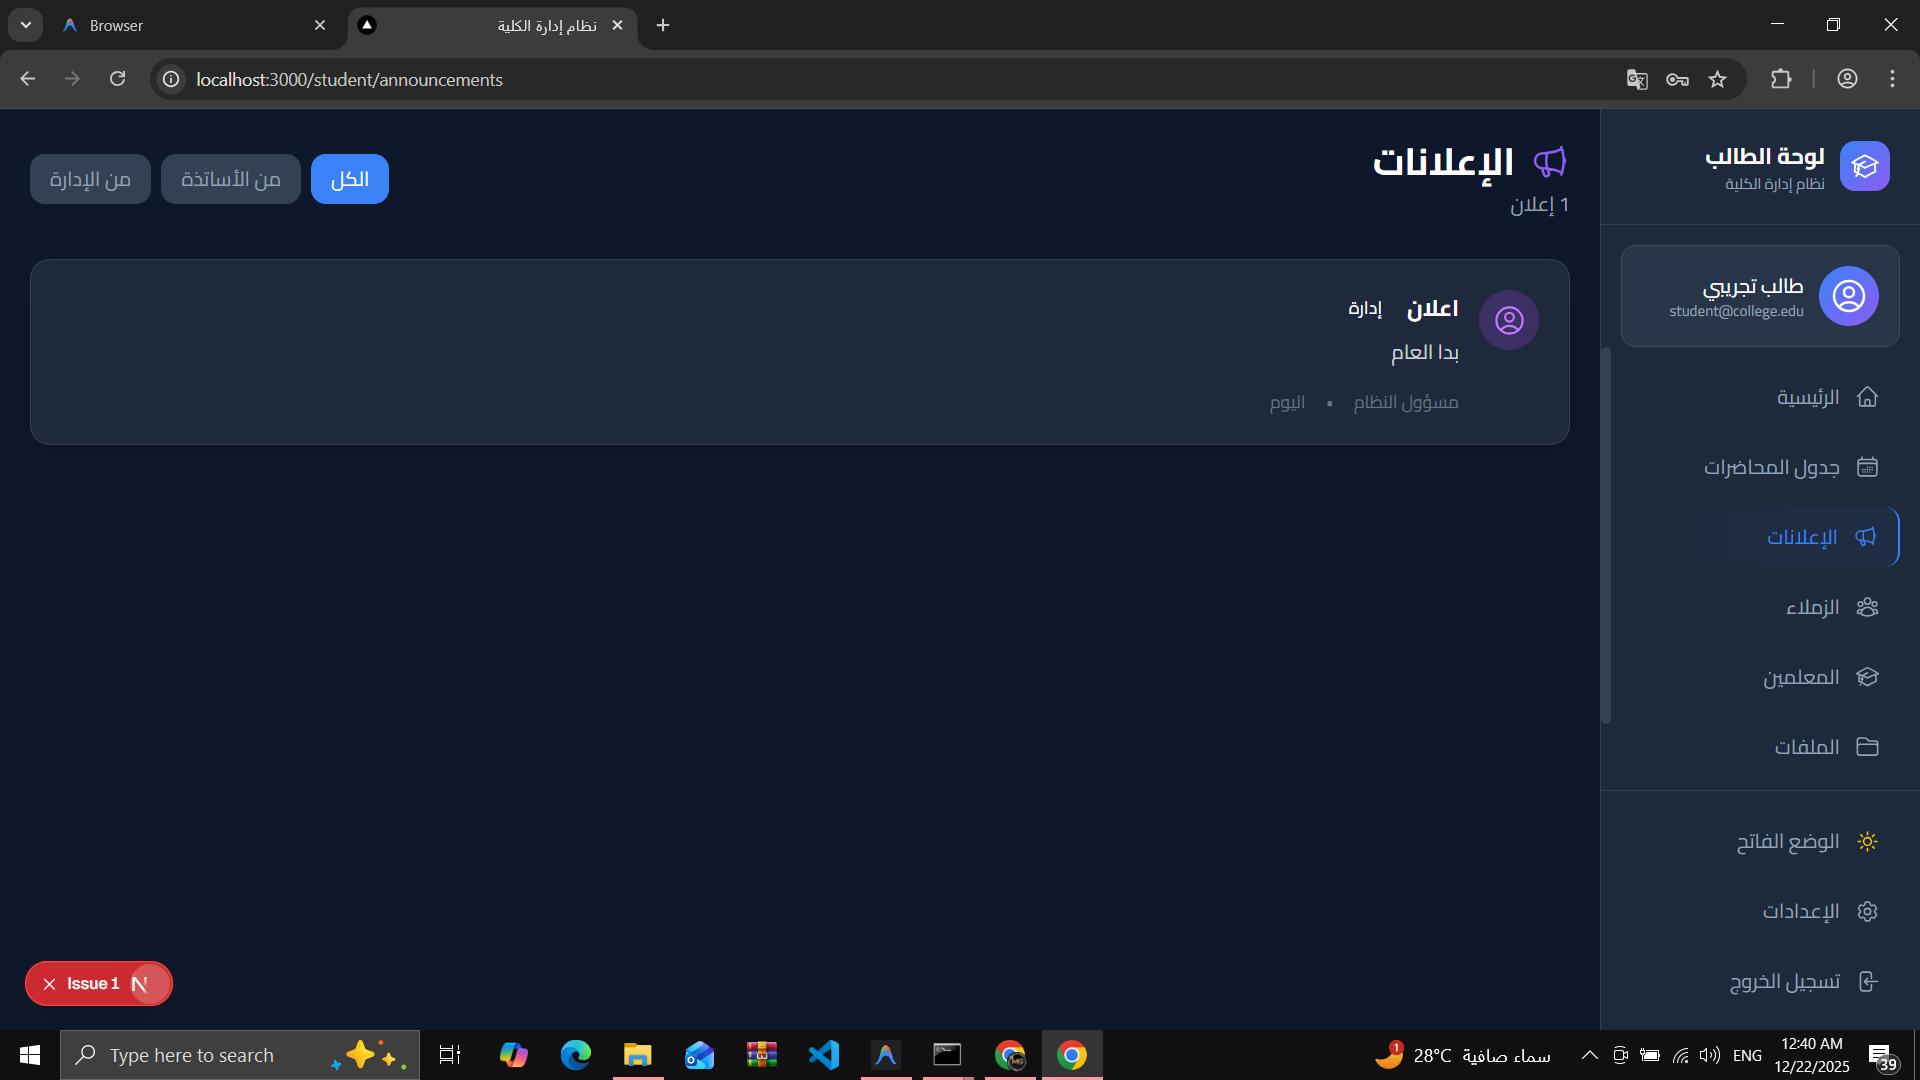 Browser
نظام إدارة الكلية
localhost:3000/student/announcements
لوحة الطالب
نظام إدارة الكلية
طالب تجريبي
student@college.edu
الرئيسية
جدول المحاضرات
الإعلانات
الزملاء
المعلمين
الملفات
الوضع الفاتح
الإعدادات
تسجيل الخروج
الإعلانات
1 إعلان
الكل
من الأساتذة
من الإدارة
اعلان إدارة
بدا العام
مسؤول النظام • اليوم
Issue 1
N
Type here to search
1
28°C سماء صافية
ENG
12:40 AM
12/22/2025
39